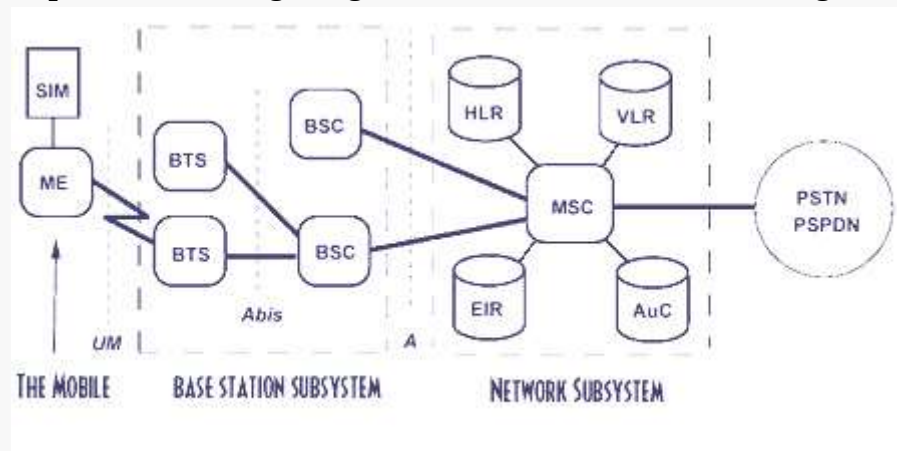 SIM
ME
BTS
BTS
BSC
BSC
HLR
VLR
MSC
EIR
AuC
PSTN
PSPDN
UM
Abis
A
THE MOBILE
BASE STATION SUBSYSTEM
NETWORK SUBSYSTEM